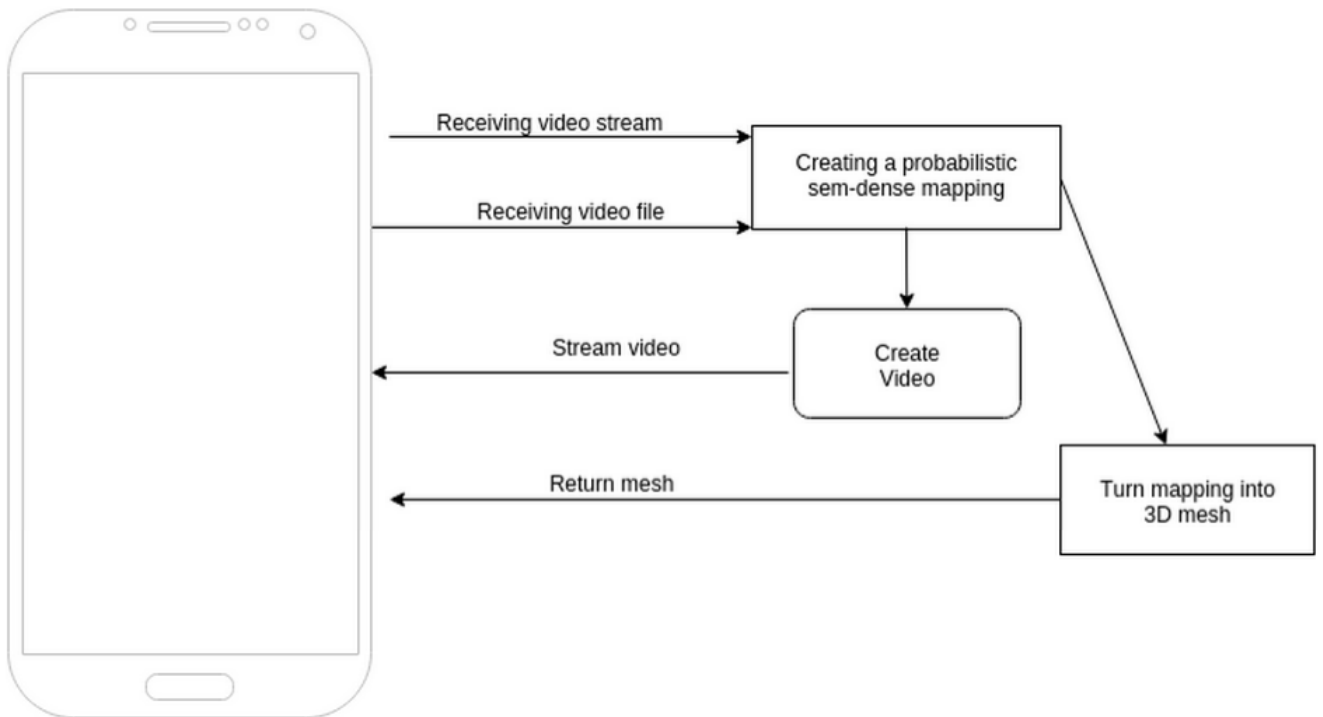 Receiving video stream
Creating a probabilistic
sem-dense mapping
Receiving video file
Stream video
Create
Video
Return mesh
Turn mapping into
3D mesh